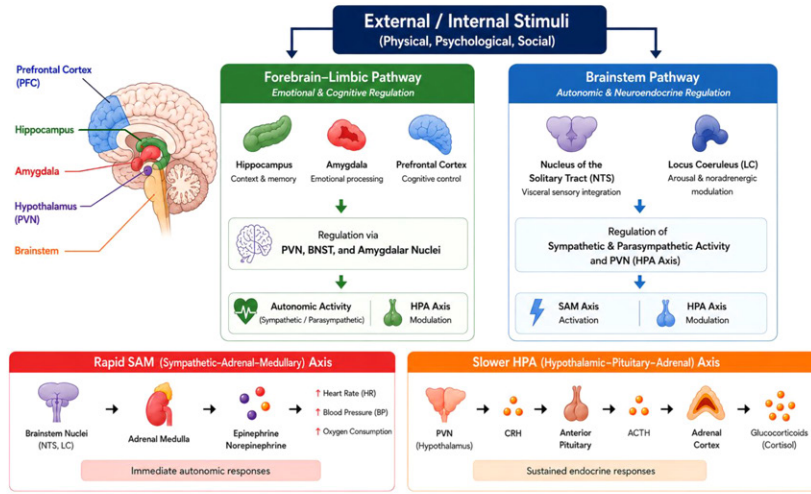 External / Internal Stimuli
(Physical, Psychological, Social)
Prefrontal Cortex
(PFC)
Hippocampus
Amygdala
Hypothalamus
(PVN)
Brainstem
Forebrain–Limbic Pathway
Emotional & Cognitive Regulation
Hippocampus
Context & memory
Amygdala
Emotional processing
Prefrontal Cortex
Cognitive control
Regulation via
PVN, BNST, and Amygdalar Nuclei
Autonomic Activity
(Sympathetic / Parasympathetic)
HPA Axis
Modulation
Brainstem Pathway
Autonomic & Neuroendocrine Regulation
Nucleus of the
Solitary Tract (NTS)
Visceral sensory integration
Locus Coeruleus (LC)
Arousal & noradrenergic
modulation
Regulation of
Sympathetic & Parasympathetic Activity
and PVN (HPA Axis)
SAM Axis
Activation
HPA Axis
Modulation
Rapid SAM (Sympathetic-Adrenal-Medullary) Axis
Brainstem Nuclei
(NTS, LC)
Adrenal Medulla
Epinephrine
Norepinephrine
↑ Heart Rate (HR)
↑ Blood Pressure (BP)
↑ Oxygen Consumption
Immediate autonomic responses
Slower HPA (Hypothalamic-Pituitary-Adrenal) Axis
PVN
(Hypothalamus)
CRH
Anterior
Pituitary
ACTH
Adrenal
Cortex
Glucocorticoids
(Cortisol)
Sustained endocrine responses